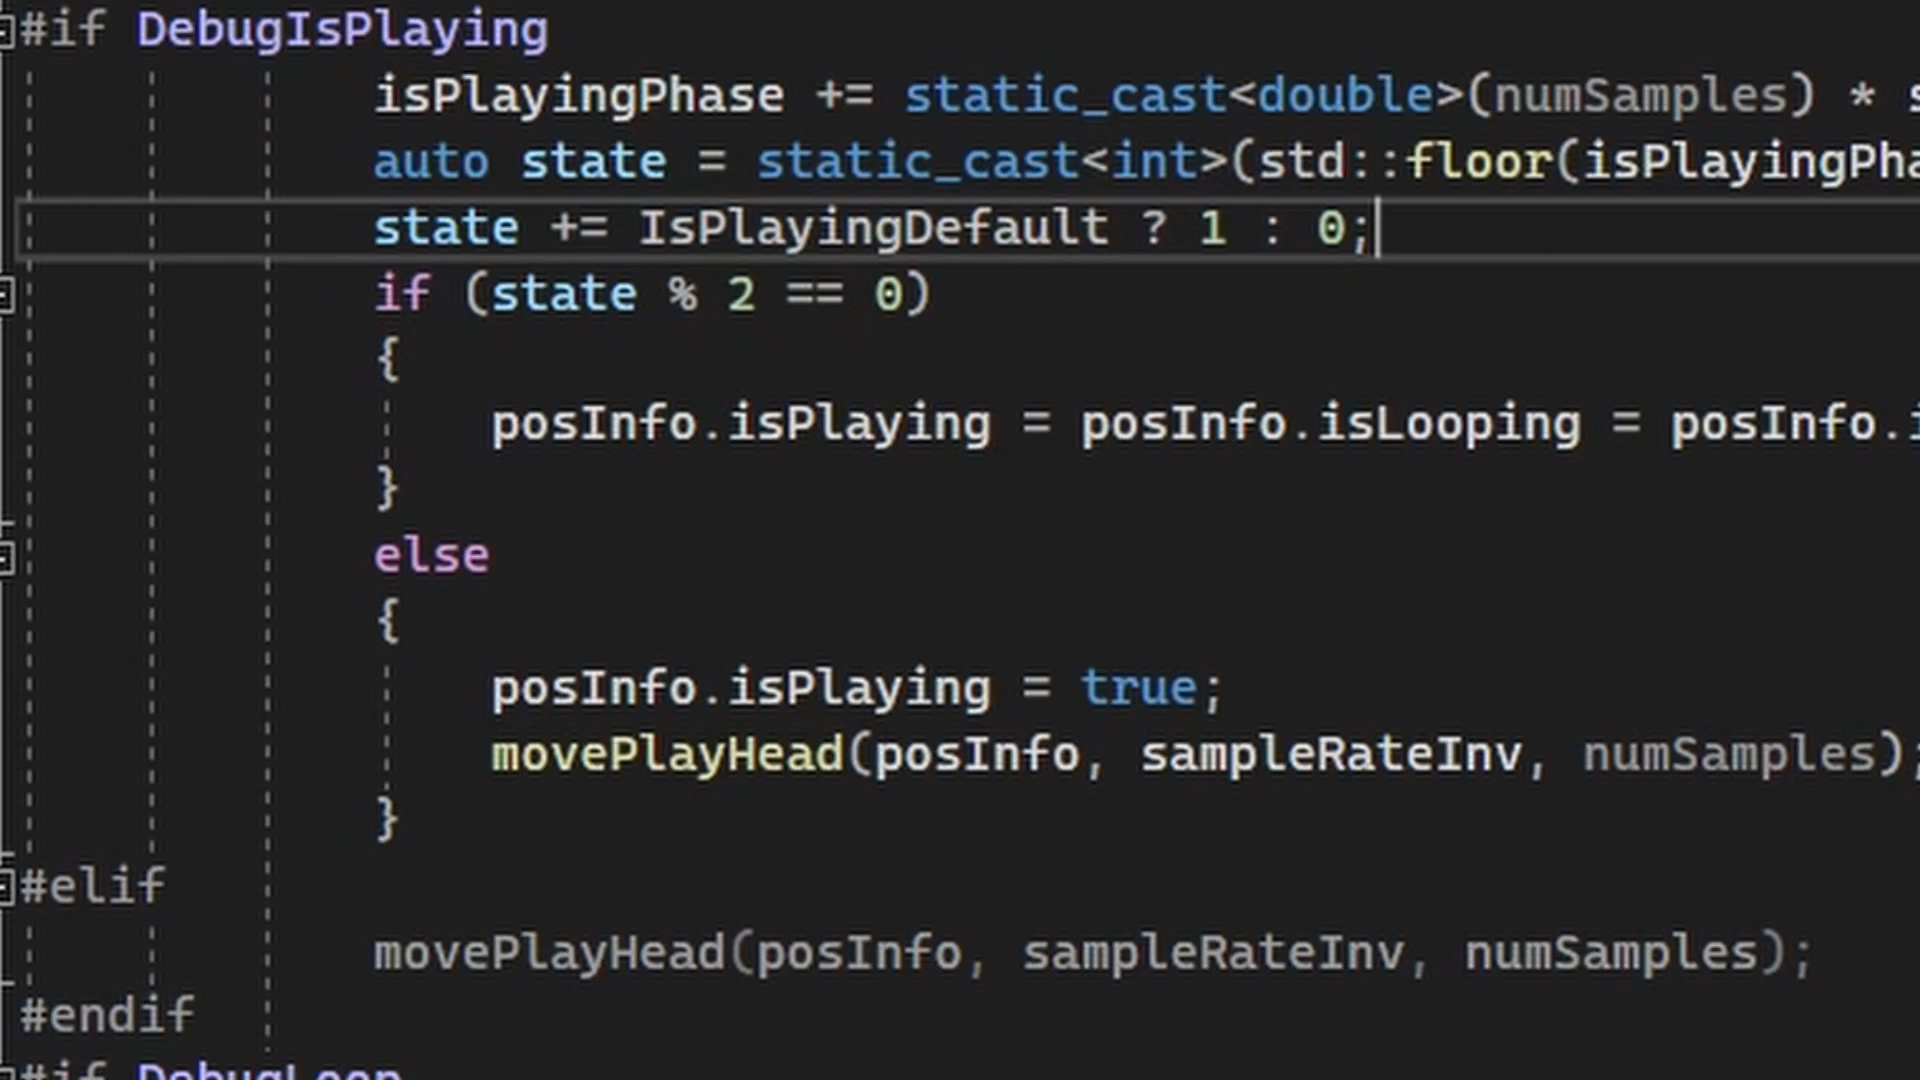 #if DebugIsPlaying
isPlayingPhase += static_cast<double>(numSamples) *
auto state = static_cast<int>(std::floor(isPlayingPha
state += IsPlayingDefault ? 1 : 0;
if (state % 2 == 0)
{
posInfo.isPlaying = posInfo.isLooping = posInfo.i
}
else
{
posInfo.isPlaying = true;
movePlayHead(posInfo, sampleRateInv, numSamples);
}
#elif
movePlayHead(posInfo, sampleRateInv, numSamples);
#endif
#if DebugLoop